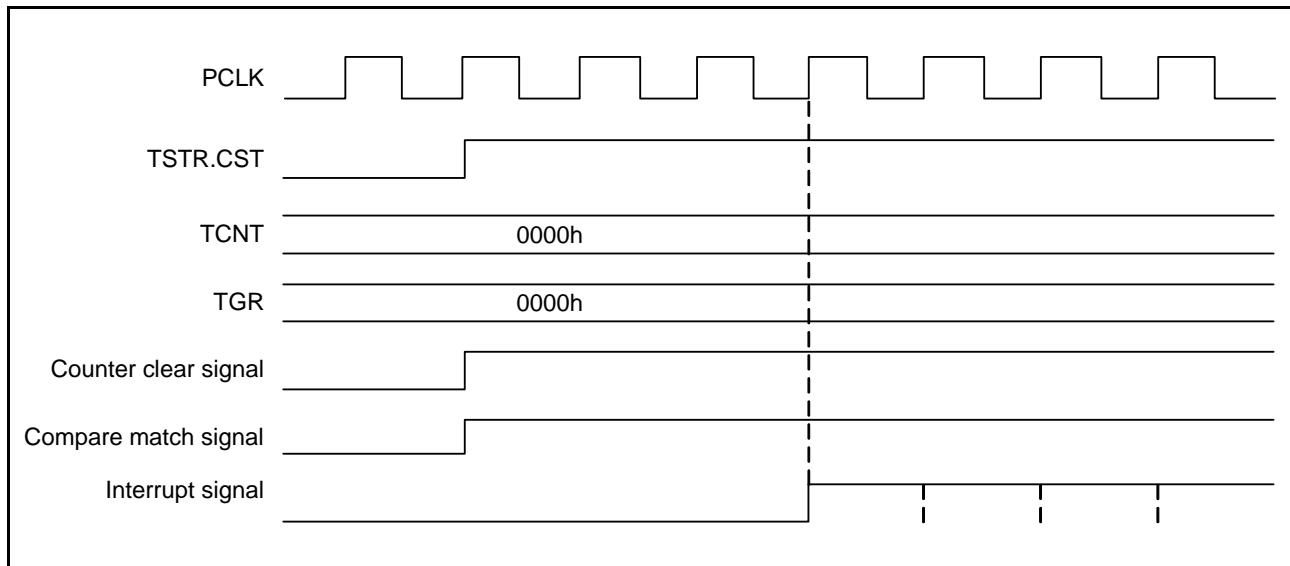 PCLK
TSTR.CST
TCNT
0000h
TGR
0000h
Counter clear signal
Compare match signal
Interrupt signal